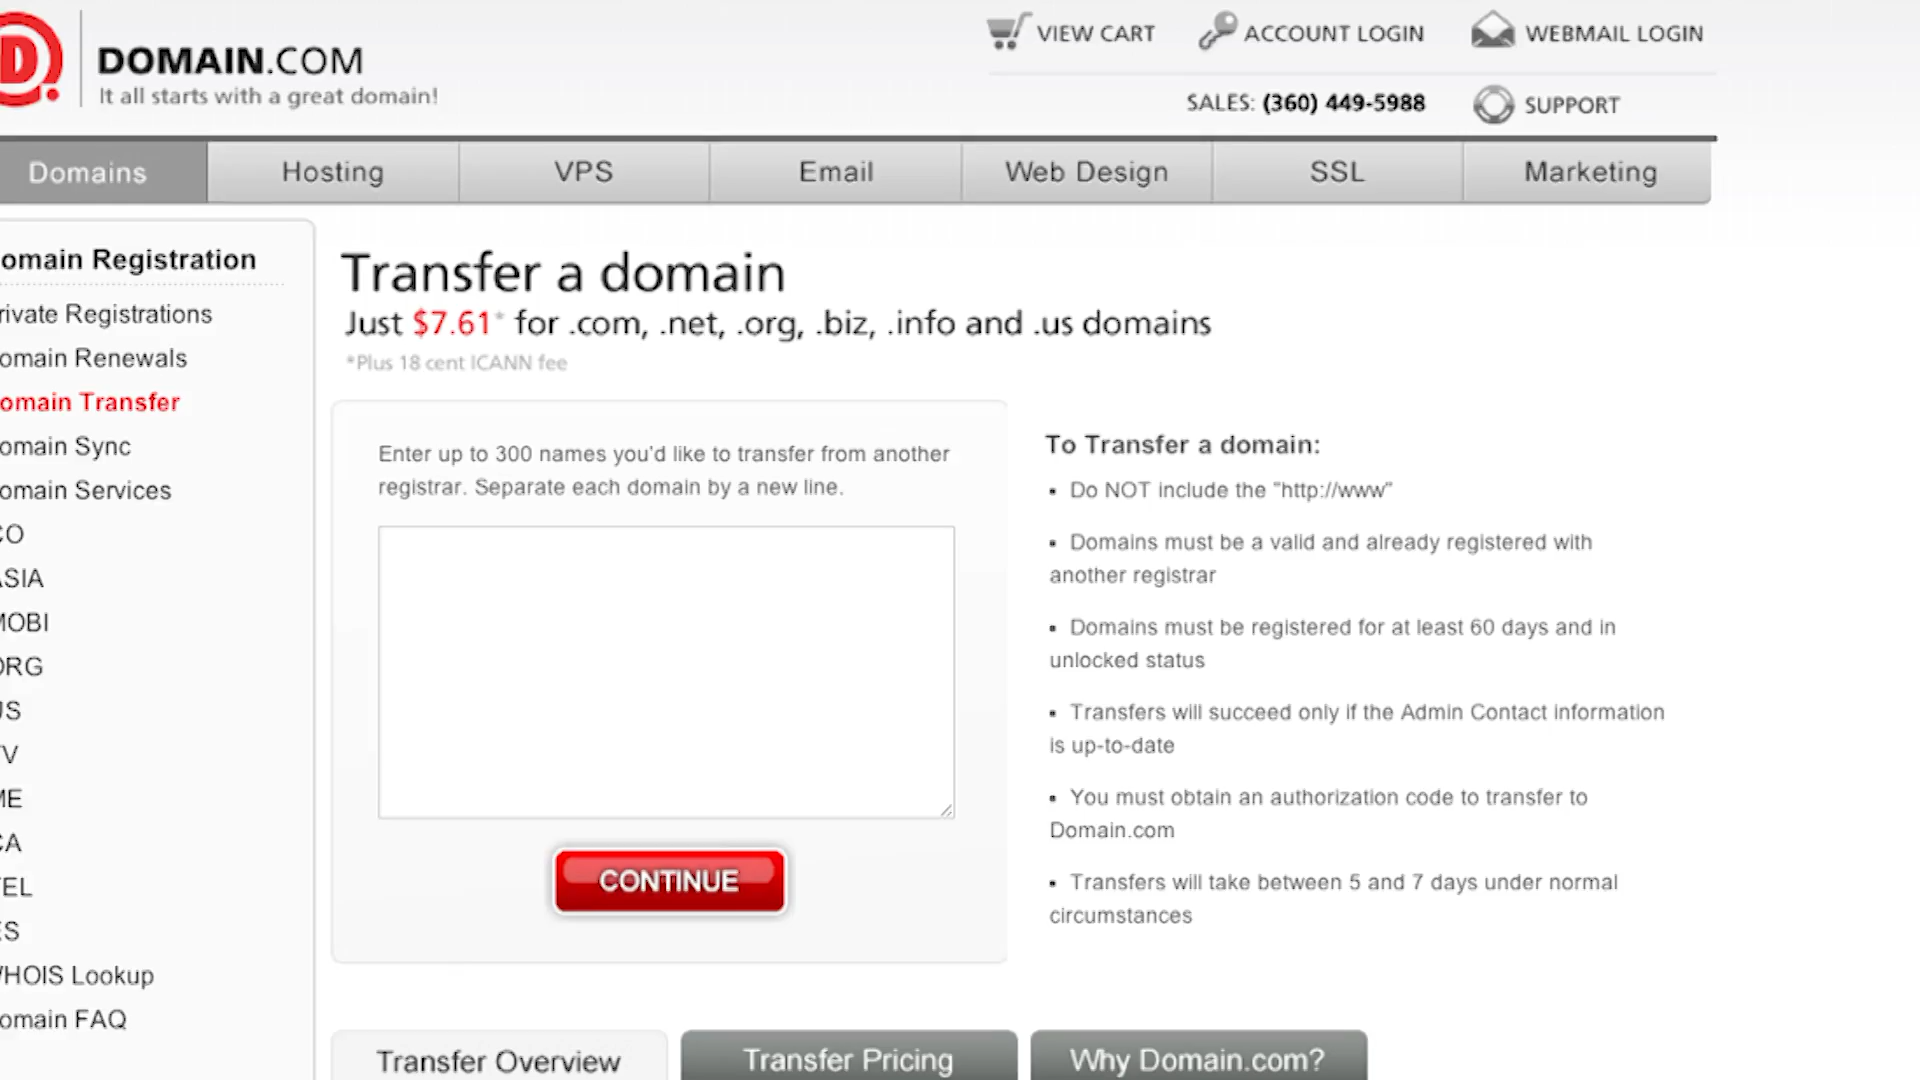 DOMAIN.COM
It all starts with a great domain!
VIEW CART
ACCOUNT LOGIN
WEBMAIL LOGIN
SALES: (360) 449-5988
SUPPORT
Domains
Hosting
VPS
Email
Web Design
SSL
Marketing
omain Registration
rivate Registrations
omain Renewals
omain Transfer
omain Sync
omain Services
CO
ASIA
MOBI
ORG
US
TV
ME
CA
TEL
ES
WHOIS Lookup
omain FAQ
Transfer a domain
Just $7.61* for .com, .net, .org, .biz, .info and .us domains
*Plus 18 cent ICANN fee
Enter up to 300 names you'd like to transfer from another
registrar. Separate each domain by a new line.
CONTINUE
To Transfer a domain:
▪ Do NOT include the "http://www"
▪ Domains must be a valid and already registered with
another registrar
▪ Domains must be registered for at least 60 days and in
unlocked status
▪ Transfers will succeed only if the Admin Contact information
is up-to-date
▪ You must obtain an authorization code to transfer to
Domain.com
▪ Transfers will take between 5 and 7 days under normal
circumstances
Transfer Overview
Transfer Pricing
Why Domain.com?